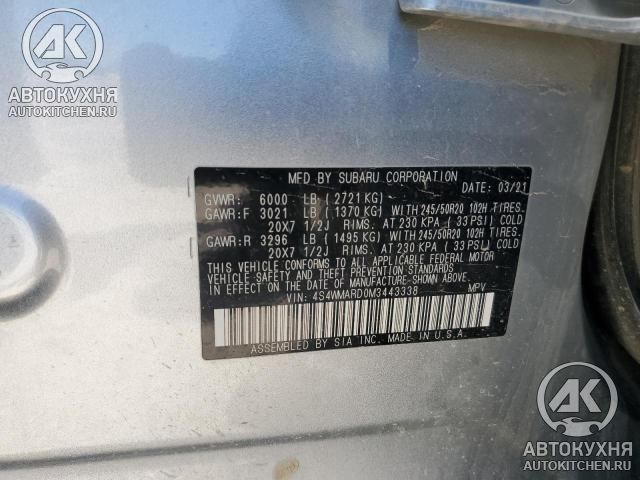 AK
АВТОКУХНЯ
AUTOKITCHEN.RU
MFD BY SUBARU CORPORATION
DATE: 03/21
GVWR: 6000 LB ( 2721 KG)
GAWR:F 3021 LB ( 1370 KG) WITH 245/50R20 102H TIRES.
20X7 1/2J RIMS. AT 230 KPA ( 33 PSI) COLD
GAWR:R 3296 LB ( 1495 KG) WITH 245/50R20 102H TIRES.
20X7 1/2J RIMS. AT 230 KPA ( 33 PSI) COLD
THIS VEHICLE CONFORMS TO ALL APPLICABLE FEDERAL MOTOR
VEHICLE SAFETY AND THEFT PREVENTION STANDARDS
IN EFFECT ON THE DATE OF MANUFACTURE SHOWN ABOVE.
VIN: 4S4WMARD0M3443338 MPV
ASSEMBLED BY SIA INC. MADE IN U.S.A.
AK
АВТОКУХНЯ
AUTOKITCHEN.RU